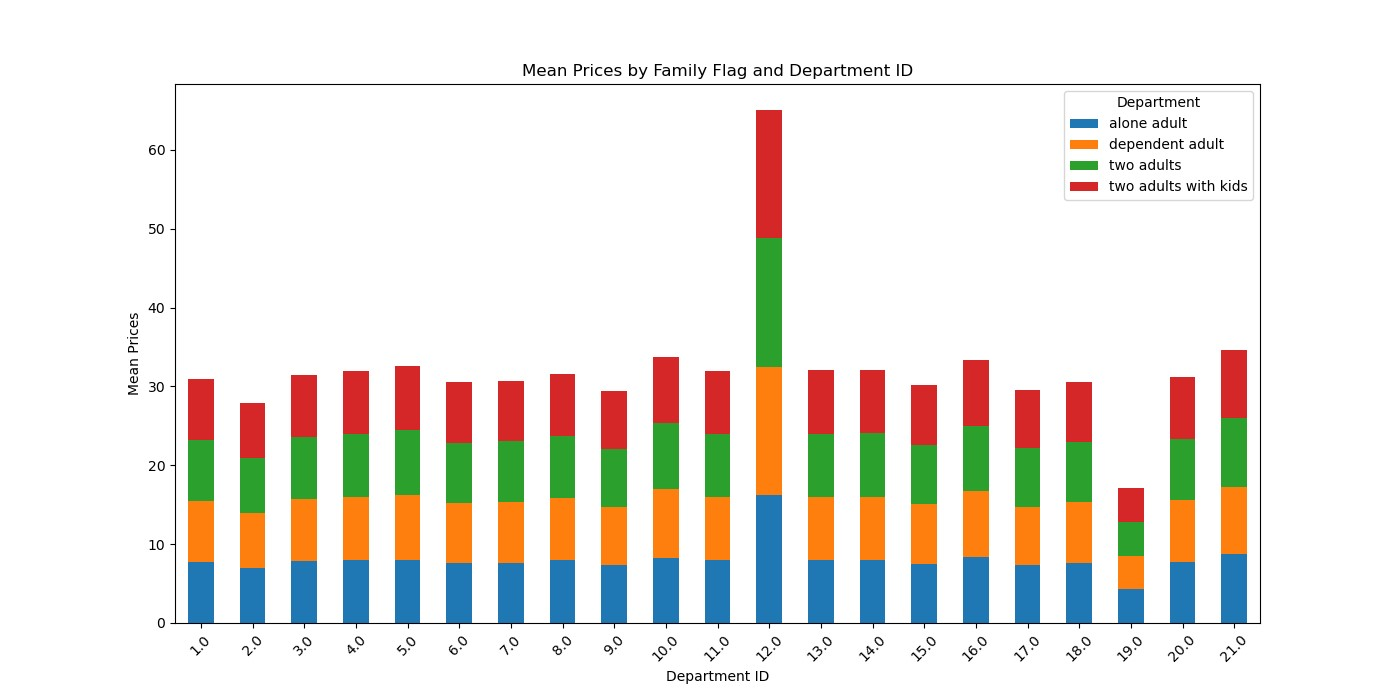 Mean Prices by Family Flag and Department ID
Department
alone adult
dependent adult
two adults
two adults with kids
Mean Prices
60
50
40
30
20
10
0
1.0 2.0 3.0 4.0 5.0 6.0 7.0 8.0 9.0 10.0 11.0 12.0 13.0 14.0 15.0 16.0 17.0 18.0 19.0 20.0 21.0
Department ID